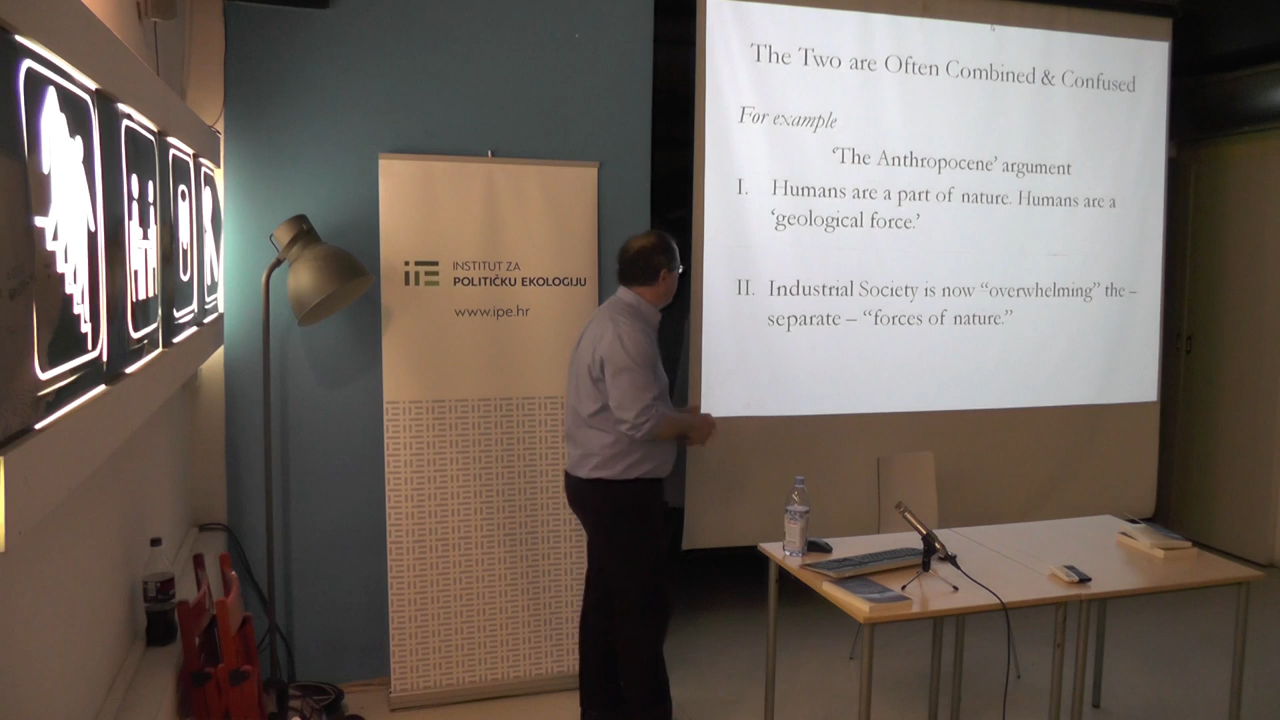 The Two are Often Combined & Confused
For example
‘The Anthropocene’ argument
I. Humans are a part of nature. Humans are a
‘geological force.’
II. Industrial Society is now “overwhelming” the –
separate – “forces of nature.”
INSTITUT ZA
POLITIČKU EKOLOGIJU
www.ipe.hr